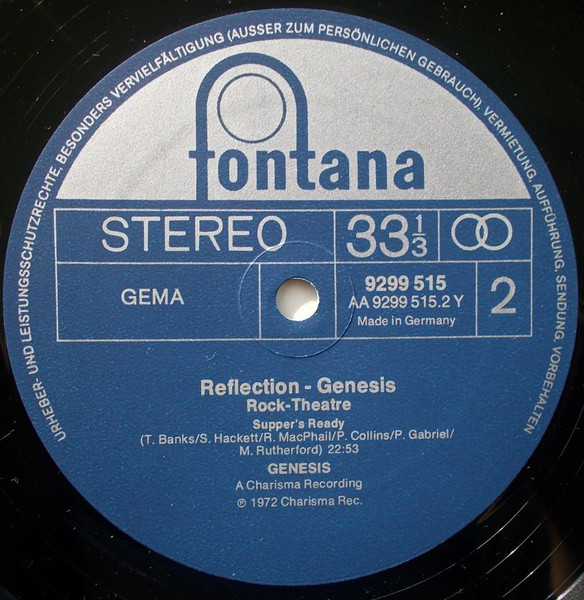 URHEBER- UND LEISTUNGSSCHUTZRECHTE, BESONDERS VERVIELFÄLTIGUNG (AUSSER ZUM PERSÖNLICHEN GEBRAUCH), VERMIETUNG, AUFFÜHRUNG, SENDUNG VORBEHALTEN
fontana
STEREO 33 1/3
GEMA
9299 515
AA 9299 515.2 Y
Made in Germany
2
Reflection - Genesis
Rock-Theatre
Supper's Ready
(T. Banks/S. Hackett/R. MacPhail/P. Collins/P. Gabriel/
M. Rutherford) 22:53
GENESIS
A Charisma Recording
℗ 1972 Charisma Rec.